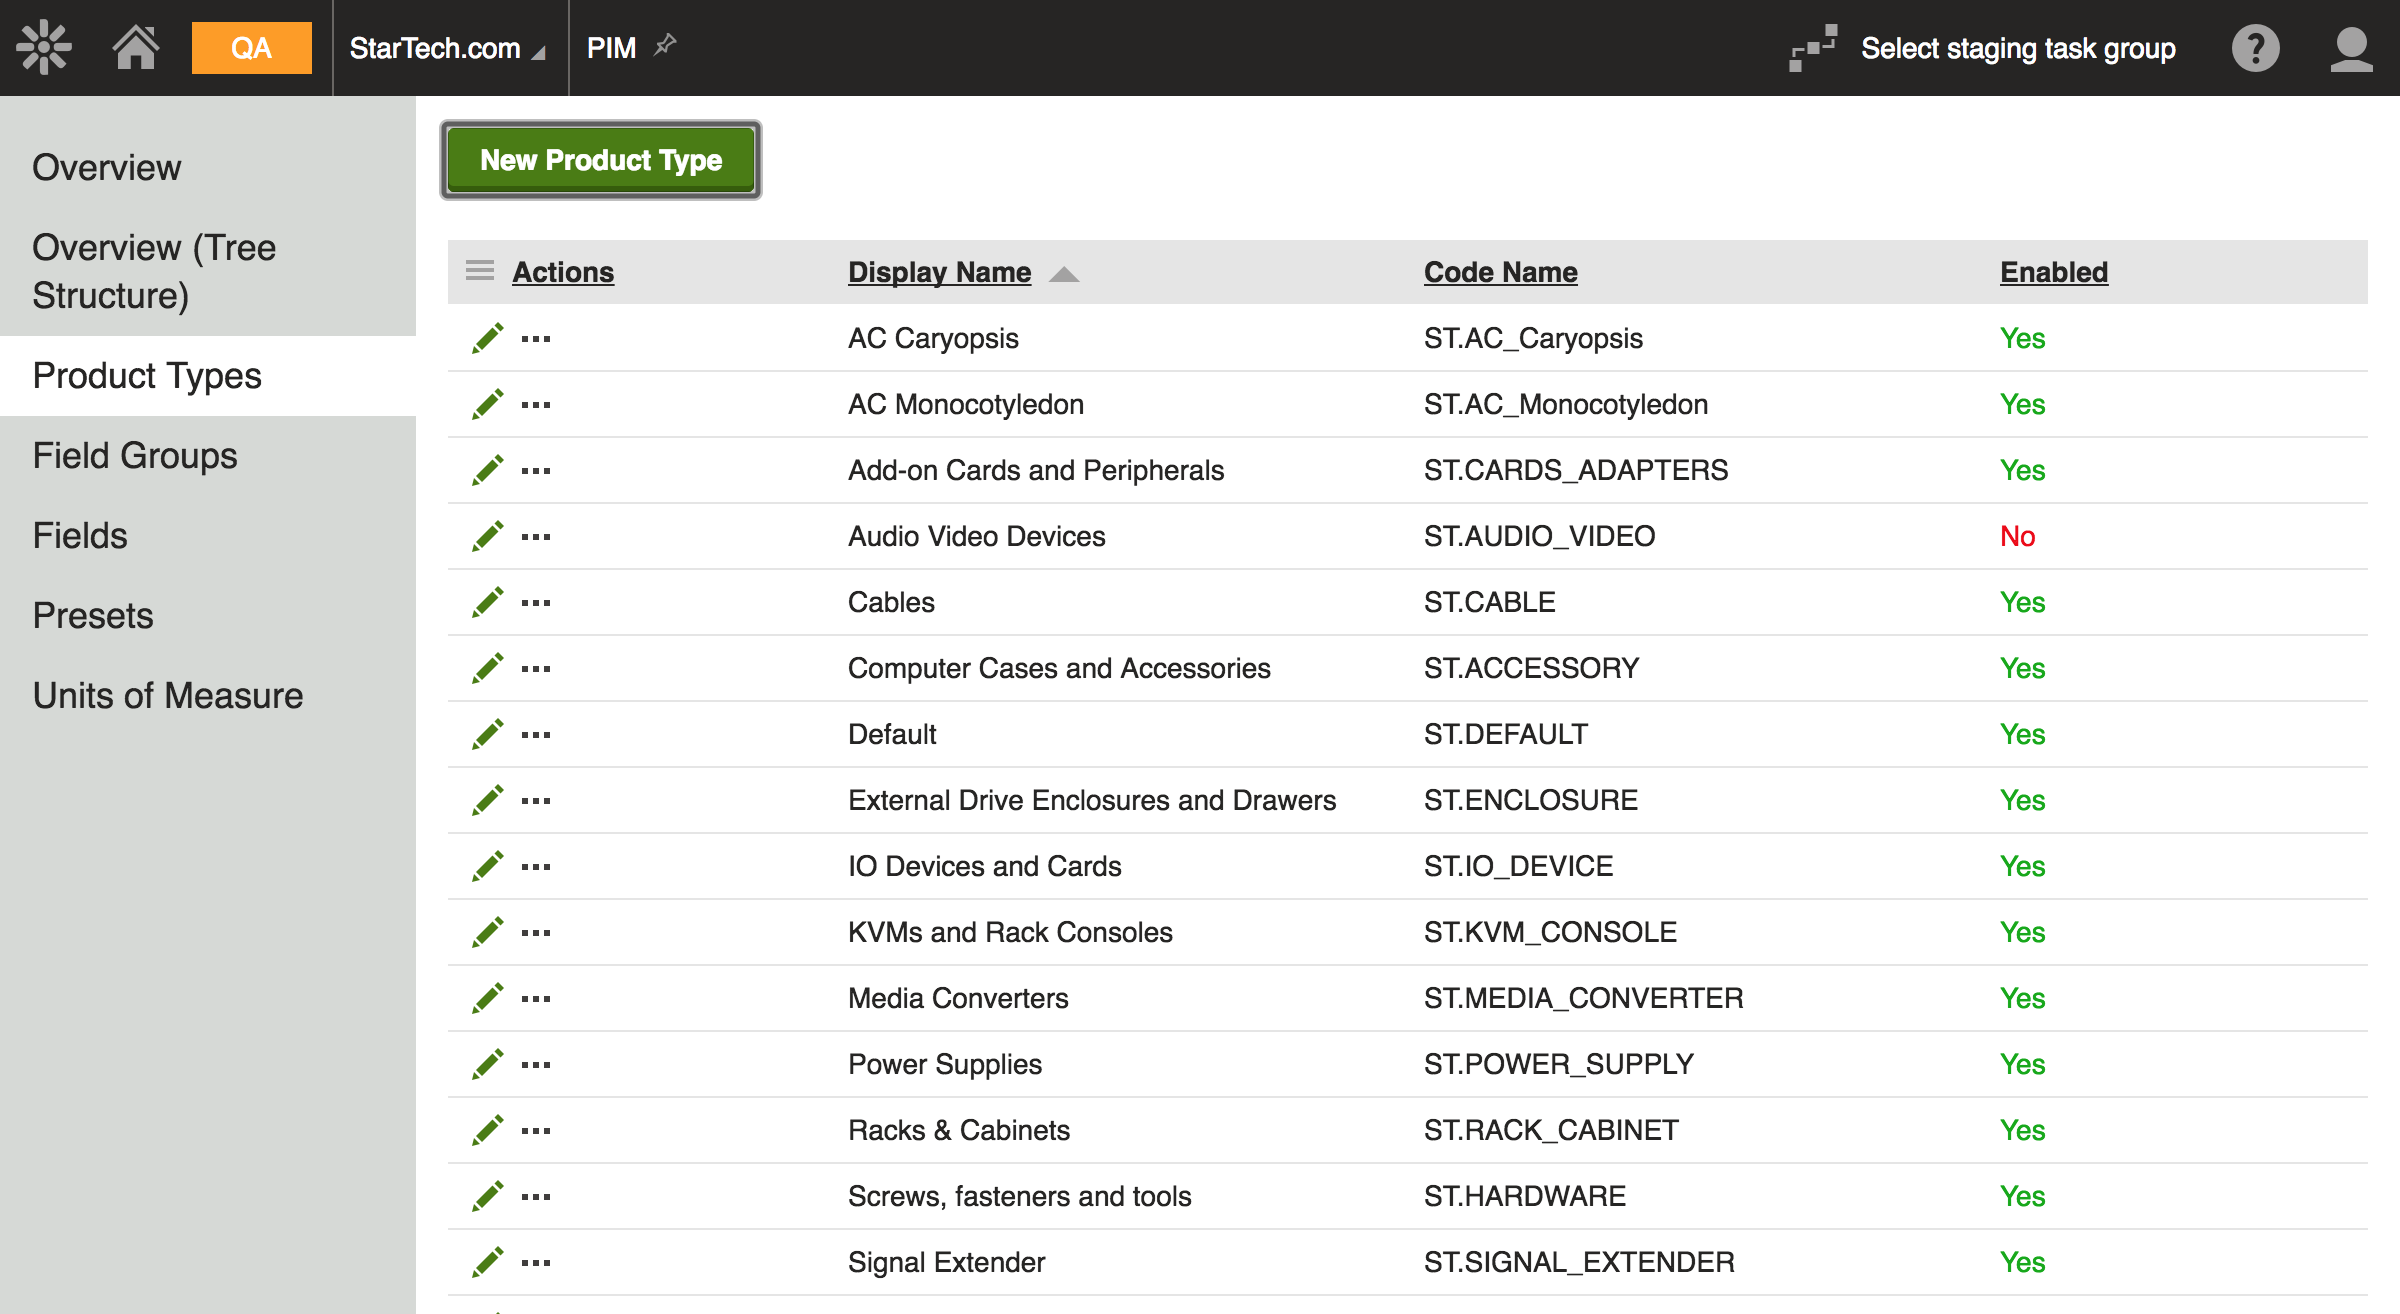 QA StarTech.com PIM Select staging task group ?
Overview
Overview (Tree
Structure)
Product Types
Field Groups
Fields
Presets
Units of Measure
New Product Type
Actions Display Name Code Name Enabled
AC Caryopsis ST.AC_Caryopsis Yes
AC Monocotyledon ST.AC_Monocotyledon Yes
Add-on Cards and Peripherals ST.CARDS_ADAPTERS Yes
Audio Video Devices ST.AUDIO_VIDEO No
Cables ST.CABLE Yes
Computer Cases and Accessories ST.ACCESSORY Yes
Default ST.DEFAULT Yes
External Drive Enclosures and Drawers ST.ENCLOSURE Yes
IO Devices and Cards ST.IO_DEVICE Yes
KVMs and Rack Consoles ST.KVM_CONSOLE Yes
Media Converters ST.MEDIA_CONVERTER Yes
Power Supplies ST.POWER_SUPPLY Yes
Racks & Cabinets ST.RACK_CABINET Yes
Screws, fasteners and tools ST.HARDWARE Yes
Signal Extender ST.SIGNAL_EXTENDER Yes